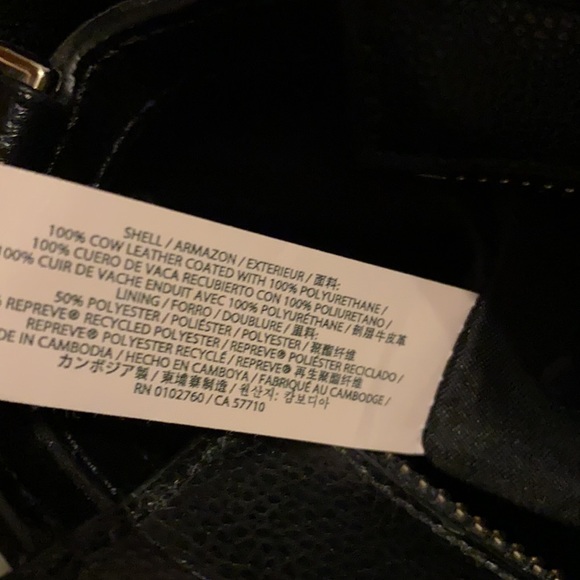 SHELL / ARMAZON / EXTERIEUR / 面料:
100% COW LEATHER COATED WITH 100% POLYURETHANE /
100% CUERO DE VACA RECUBIERTO CON 100% POLIURETANO /
100% CUIR DE VACHE ENDUIT AVEC 100% POLYURÉTHANE / 剖层牛皮革
LINING / FORRO / DOUBLURE / 里料:
50% POLYESTER / POLIÉSTER / POLYESTER / 聚酯纤维
% REPREVE® RECYCLED POLYESTER / REPREVE® POLIÉSTER RECICLADO /
REPREVE® POLYESTER RECYCLÉ / REPREVE® 再生聚酯纤维
DE IN CAMBODIA / HECHO EN CAMBOYA / FABRIQUÉ AU CAMBODGE /
カンボジア製 / 柬埔寨制造 / 원산지: 캄보디아
RN 0102760 / CA 57710